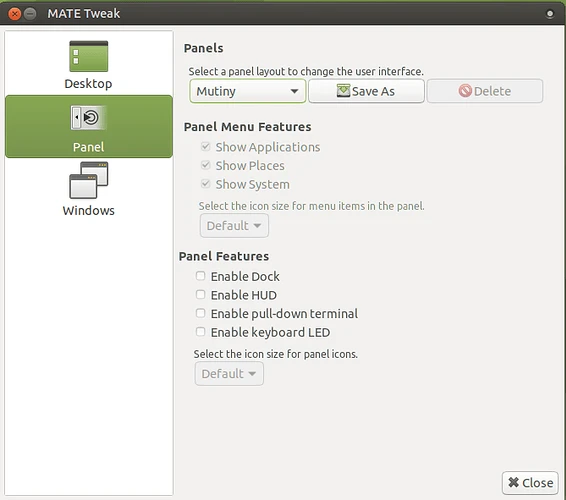 MATE Tweak
Desktop
Panel
Windows
Panels
Select a panel layout to change the user interface.
Mutiny Save As Delete
Panel Menu Features
Show Applications
Show Places
Show System
Select the icon size for menu items in the panel.
Default
Panel Features
Enable Dock
Enable HUD
Enable pull-down terminal
Enable keyboard LED
Select the icon size for panel icons.
Default
Close